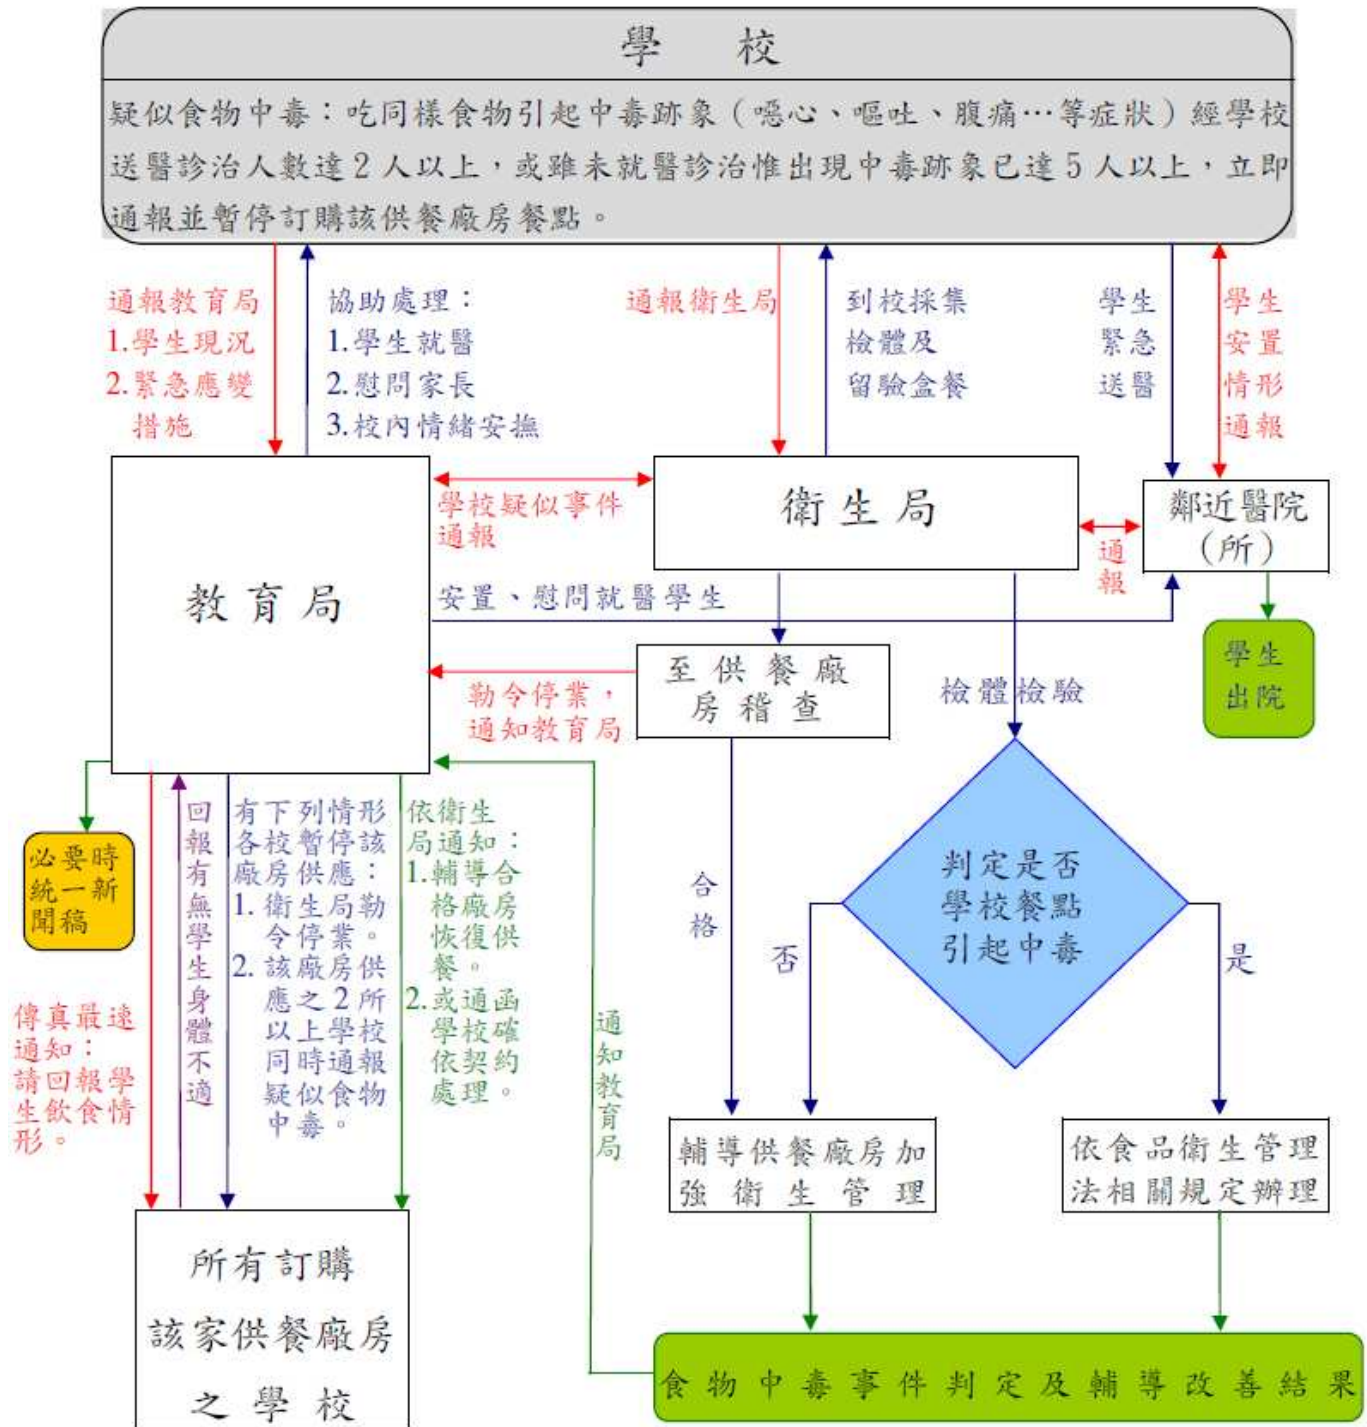 學校
疑似食物中毒：吃同樣食物引起中毒跡象（噁心、嘔吐、腹痛…等症狀）經學校
送醫診治人數達2人以上，或雖未就醫診治惟出現中毒跡象已達5人以上，立即
通報並暫停訂購該供餐廠房餐點。
通報教育局
1.學生現況
2.緊急應變
措施
協助處理：
1.學生就醫
2.慰問家長
3.校內情緒安撫
通報衛生局
到校採集
檢體及
留驗盒餐
學生
緊急
送醫
學生
安置
情形
通報
教育局
學校疑似事件
通報
衛生局
通
報
鄰近醫院
（所）
安置、慰問就醫學生
勒令停業，
通知教育局
至供餐廠
房稽查
檢體檢驗
學生
出院
必要時
統一新
聞稿
傳真最速
通知：
請回報學
生飲食情
形。
回報有無學生身體不適
有下列情形
各校暫停該
廠房供應：
1.衛生局勒
令停業。
2.該廠房供
應之2所
以上學校
同時通報
疑似食物
中毒。
依衛生
局通知：
1.輔導合
格廠房
恢復供
餐。
2.或通函
學校確
依契約
處理。
通知教育局
合格
判定是否
學校餐點
引起中毒
否
是
輔導供餐廠房加
強衛生管理
依食品衛生管理
法相關規定辦理
所有訂購
該家供餐廠房
之學校
食物中毒事件判定及輔導改善結果